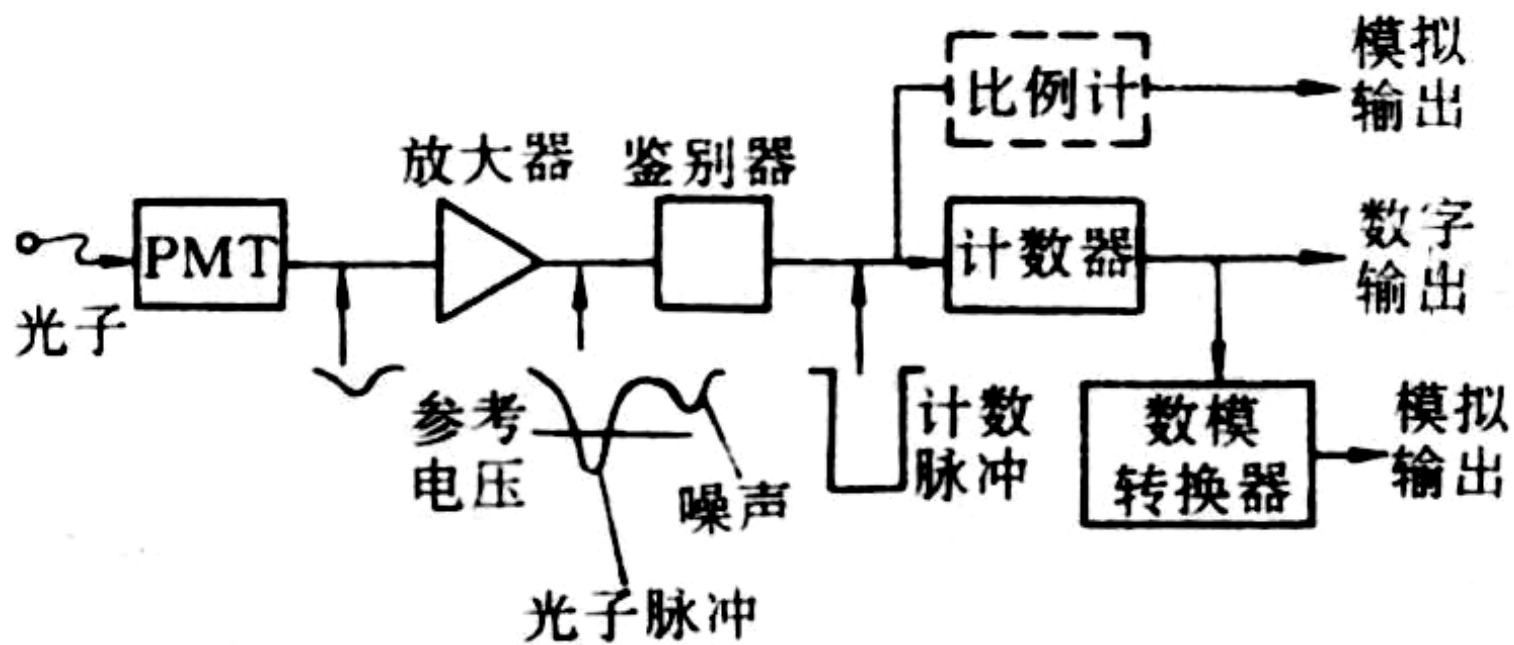 模拟
输出
比例计
放大器
鉴别器
PMT
计数器
数字
输出
光子
参考
电压
噪声
光子脉冲
计数
脉冲
数模
转换器
模拟
输出